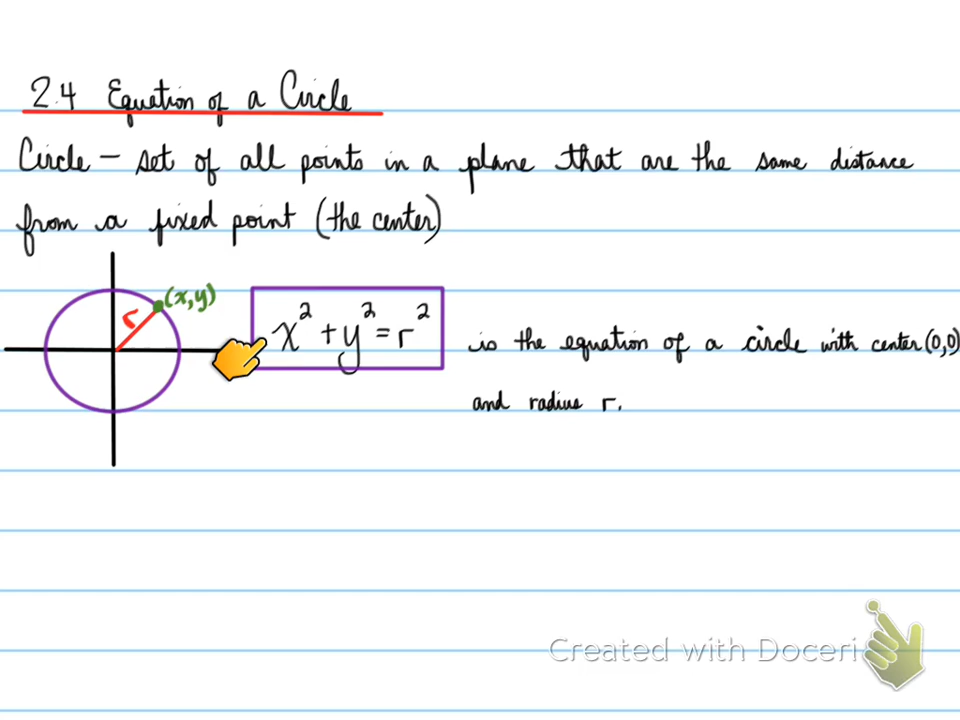 2.4 Equation of a Circle
Circle – set of all points in a plane that are the same distance
from a fixed point (the center)
(x,y)
r
x² + y² = r²
is the equation of a circle with center (0,0)
and radius r.
Created with Doceri